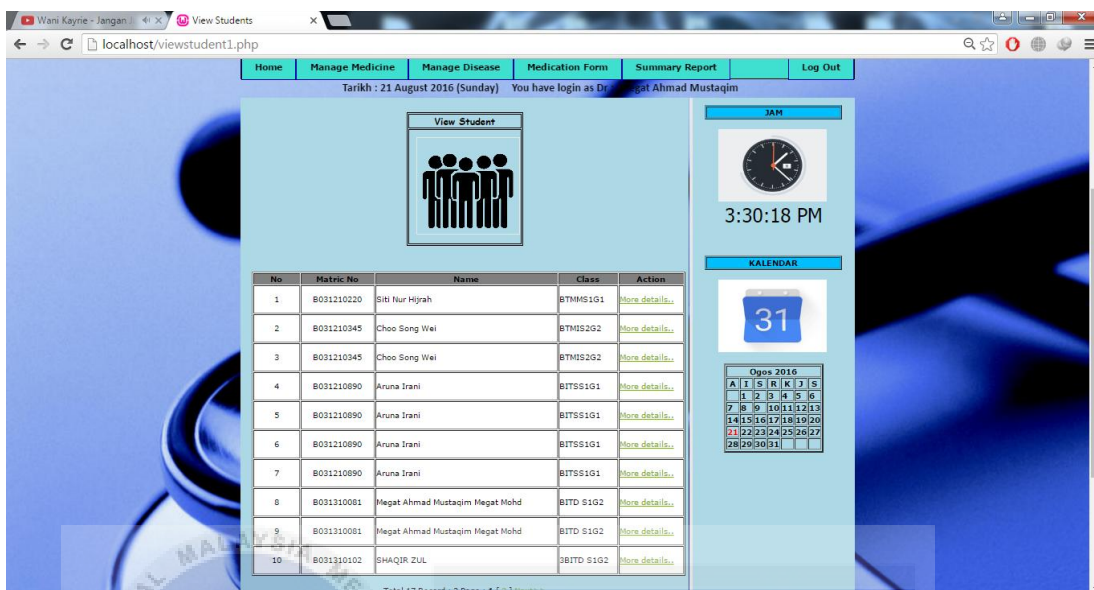 Wani Kayrie - Jangan
View Students
localhost/viewstudent1.php
Home Manage Medicine Manage Disease Medication Form Summary Report Log Out
Tarikh : 21 August 2016 (Sunday) You have login as Ahmad Mustaqim
View Student
JAM
3:30:18 PM
KALENDAR
31
No Matric No Name Class Action
1 B031210220 Siti Nur Hijrah BTMMS1G1 More details..
2 B031210345 Choo Song Wei BTMIS2G2 More details..
3 B031210345 Choo Song Wei BTMIS2G2 More details..
4 B031210890 Aruna Irani BITSS1G1 More details..
5 B031210890 Aruna Irani BITSS1G1 More details..
6 B031210890 Aruna Irani BITSS1G1 More details..
7 B031210890 Aruna Irani BITSS1G1 More details..
8 B031310081 Megat Ahmad Mustaqim Megat Mohd BITD S1G2 More details..
9 B031310081 Megat Ahmad Mustaqim Megat Mohd BITD S1G2 More details..
10 B031310102 SHAQIR ZUL 3BITD S1G2 More details..
Ogos 2016
A I S R K J S
1 2 3 4 5 6
7 8 9 10 11 12 13
14 15 16 17 18 19 20
21 22 23 24 25 26 27
28 29 30 31
MALAYSIA